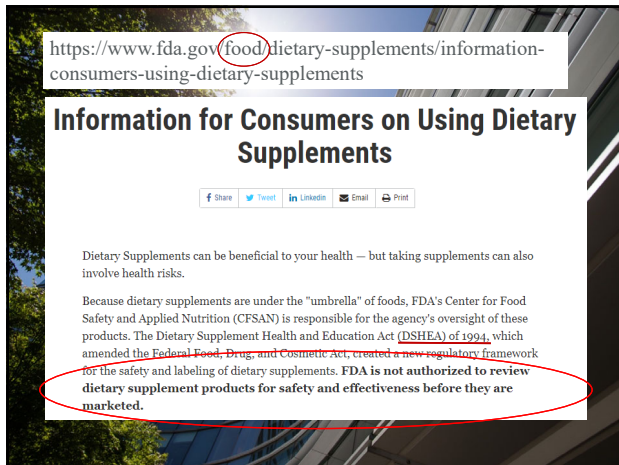 https://www.fda.gov/food/dietary-supplements/information-
consumers-using-dietary-supplements
Information for Consumers on Using Dietary
Supplements
Share Tweet Linkedin Email Print
Dietary Supplements can be beneficial to your health — but taking supplements can also
involve health risks.
Because dietary supplements are under the "umbrella" of foods, FDA's Center for Food
Safety and Applied Nutrition (CFSAN) is responsible for the agency's oversight of these
products. The Dietary Supplement Health and Education Act (DSHEA) of 1994, which
amended the Federal Food, Drug, and Cosmetic Act, created a new regulatory framework
for the safety and labeling of dietary supplements. FDA is not authorized to review
dietary supplement products for safety and effectiveness before they are
marketed.